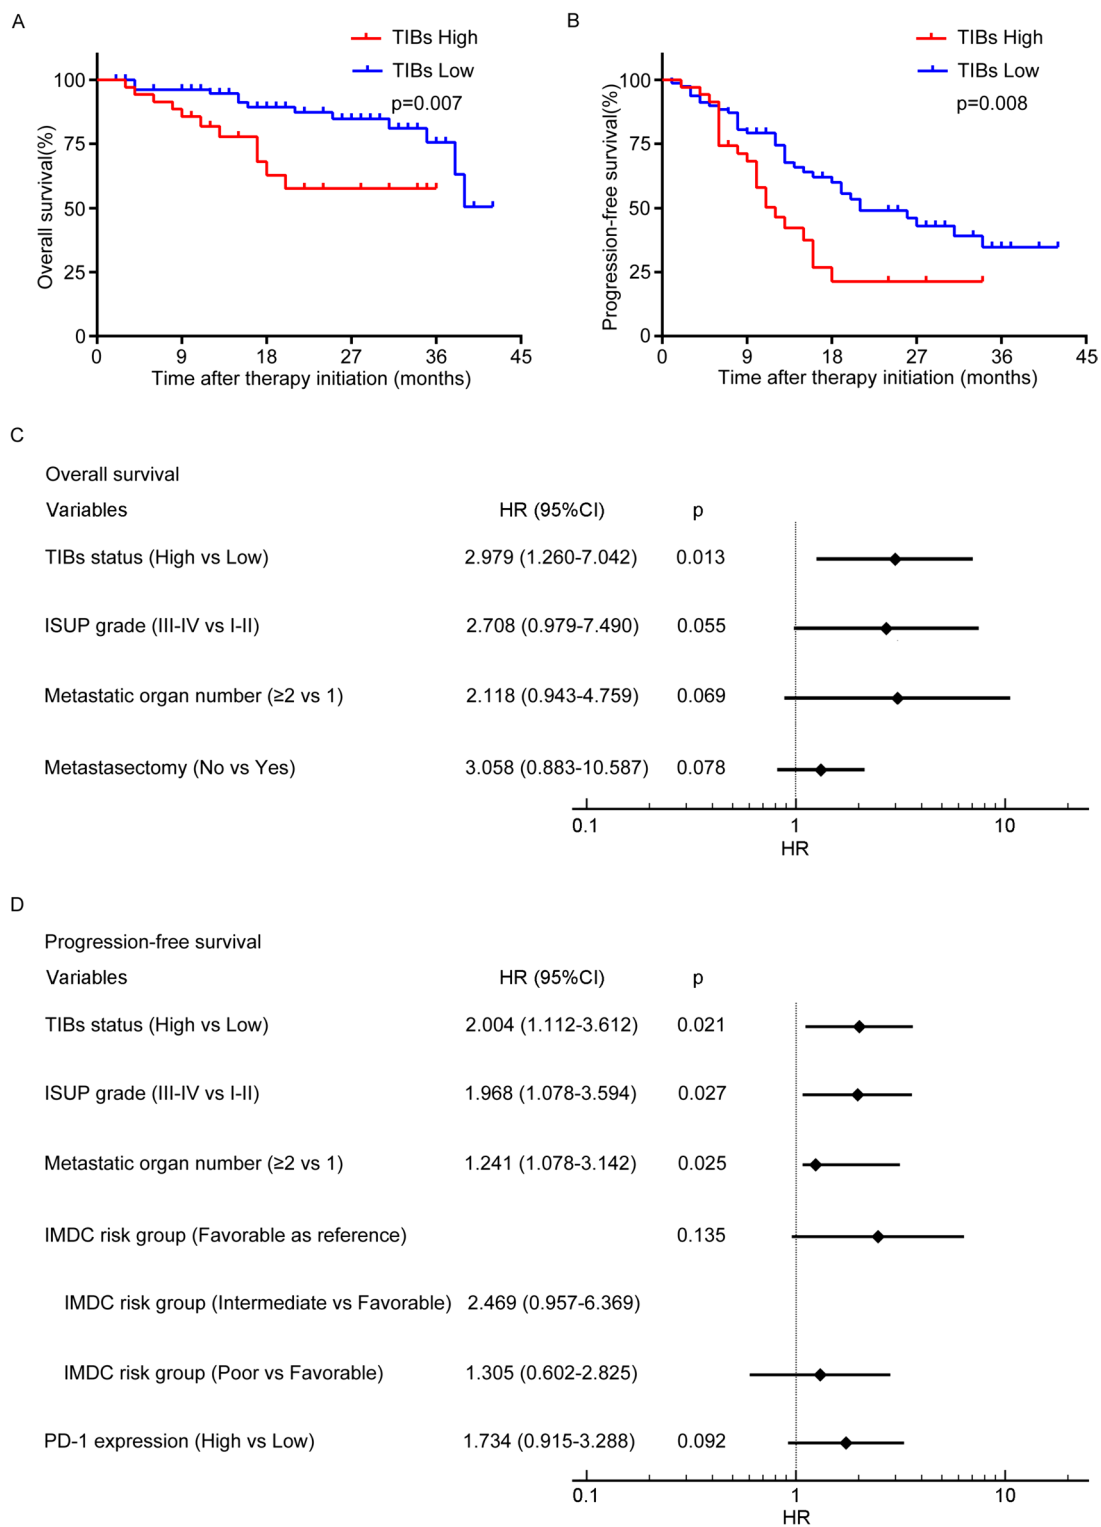 A
TIBs High
TIBs Low
p=0.007
Overall survival(%)
100
75
50
25
0
0 9 18 27 36 45
Time after therapy initiation (months)
B
TIBs High
TIBs Low
p=0.008
Progression-free survival(%)
100
75
50
25
0
0 9 18 27 36 45
Time after therapy initiation (months)
C
Overall survival
Variables HR (95%CI) p
TIBs status (High vs Low) 2.979 (1.260-7.042) 0.013
ISUP grade (III-IV vs I-II) 2.708 (0.979-7.490) 0.055
Metastatic organ number (≥2 vs 1) 2.118 (0.943-4.759) 0.069
Metastasectomy (No vs Yes) 3.058 (0.883-10.587) 0.078
0.1 1 10
HR
D
Progression-free survival
Variables HR (95%CI) p
TIBs status (High vs Low) 2.004 (1.112-3.612) 0.021
ISUP grade (III-IV vs I-II) 1.968 (1.078-3.594) 0.027
Metastatic organ number (≥2 vs 1) 1.241 (1.078-3.142) 0.025
IMDC risk group (Favorable as reference) 0.135
IMDC risk group (Intermediate vs Favorable) 2.469 (0.957-6.369)
IMDC risk group (Poor vs Favorable) 1.305 (0.602-2.825)
PD-1 expression (High vs Low) 1.734 (0.915-3.288) 0.092
0.1 1 10
HR